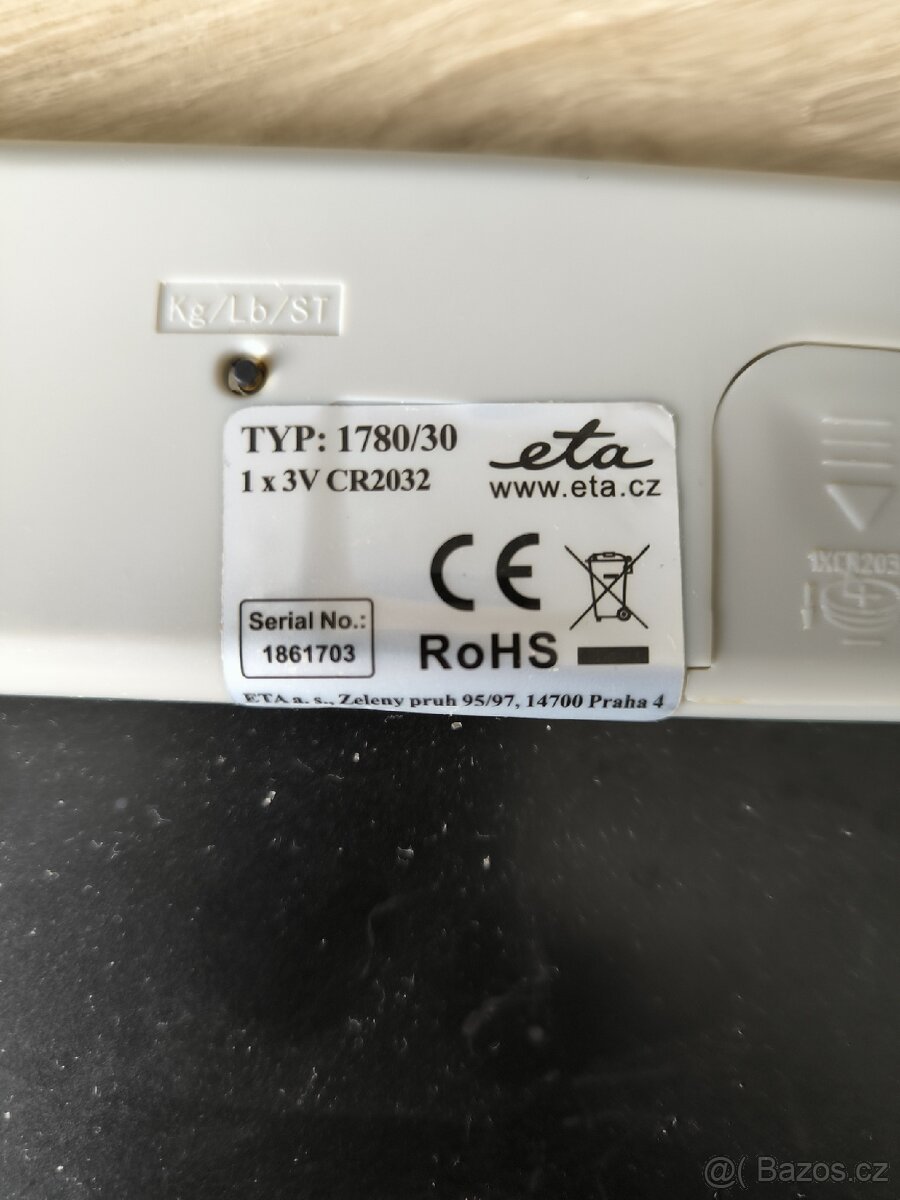 Kg/Lb/ST
TYP: 1780/30
1 x 3V CR2032
eta
www.eta.cz
CE
1XCR203
Serial No.:
1861703
RoHS
ETA a. s., Zeleny pruh 95/97, 14700 Praha 4
@( Bazos.cz